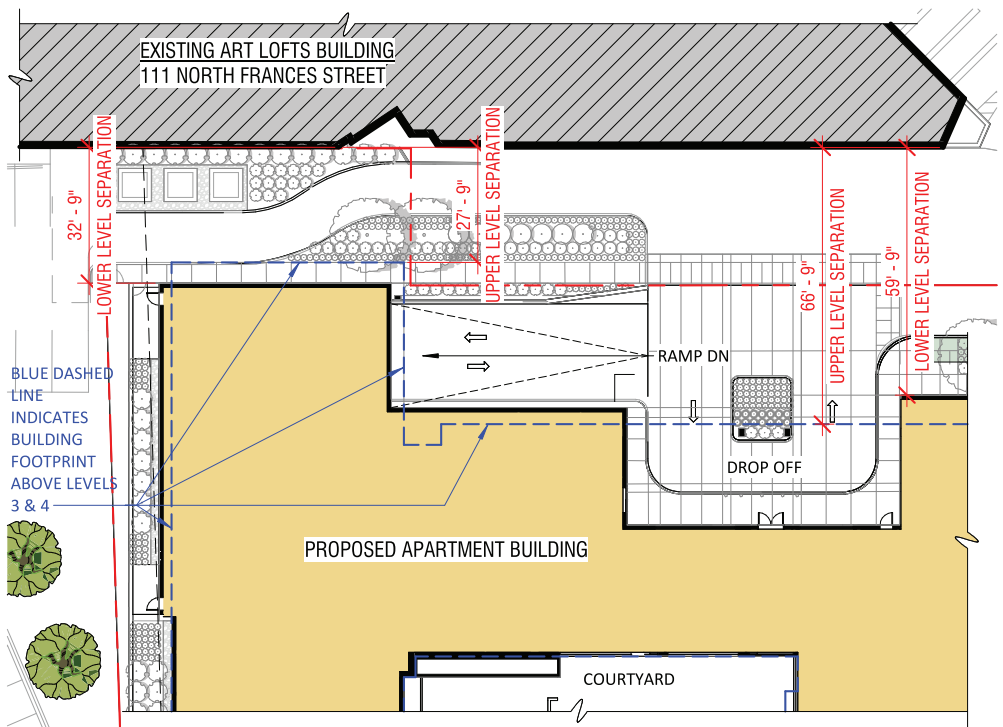 EXISTING ART LOFTS BUILDING
111 NORTH FRANCES STREET
32' - 9"
LOWER LEVEL SEPARATION
27' - 9"
UPPER LEVEL SEPARATION
66' - 9"
UPPER LEVEL SEPARATION
59' - 9"
LOWER LEVEL SEPARATION
RAMP DN
BLUE DASHED
LINE
INDICATES
BUILDING
FOOTPRINT
ABOVE LEVELS
3 & 4
DROP OFF
PROPOSED APARTMENT BUILDING
COURTYARD